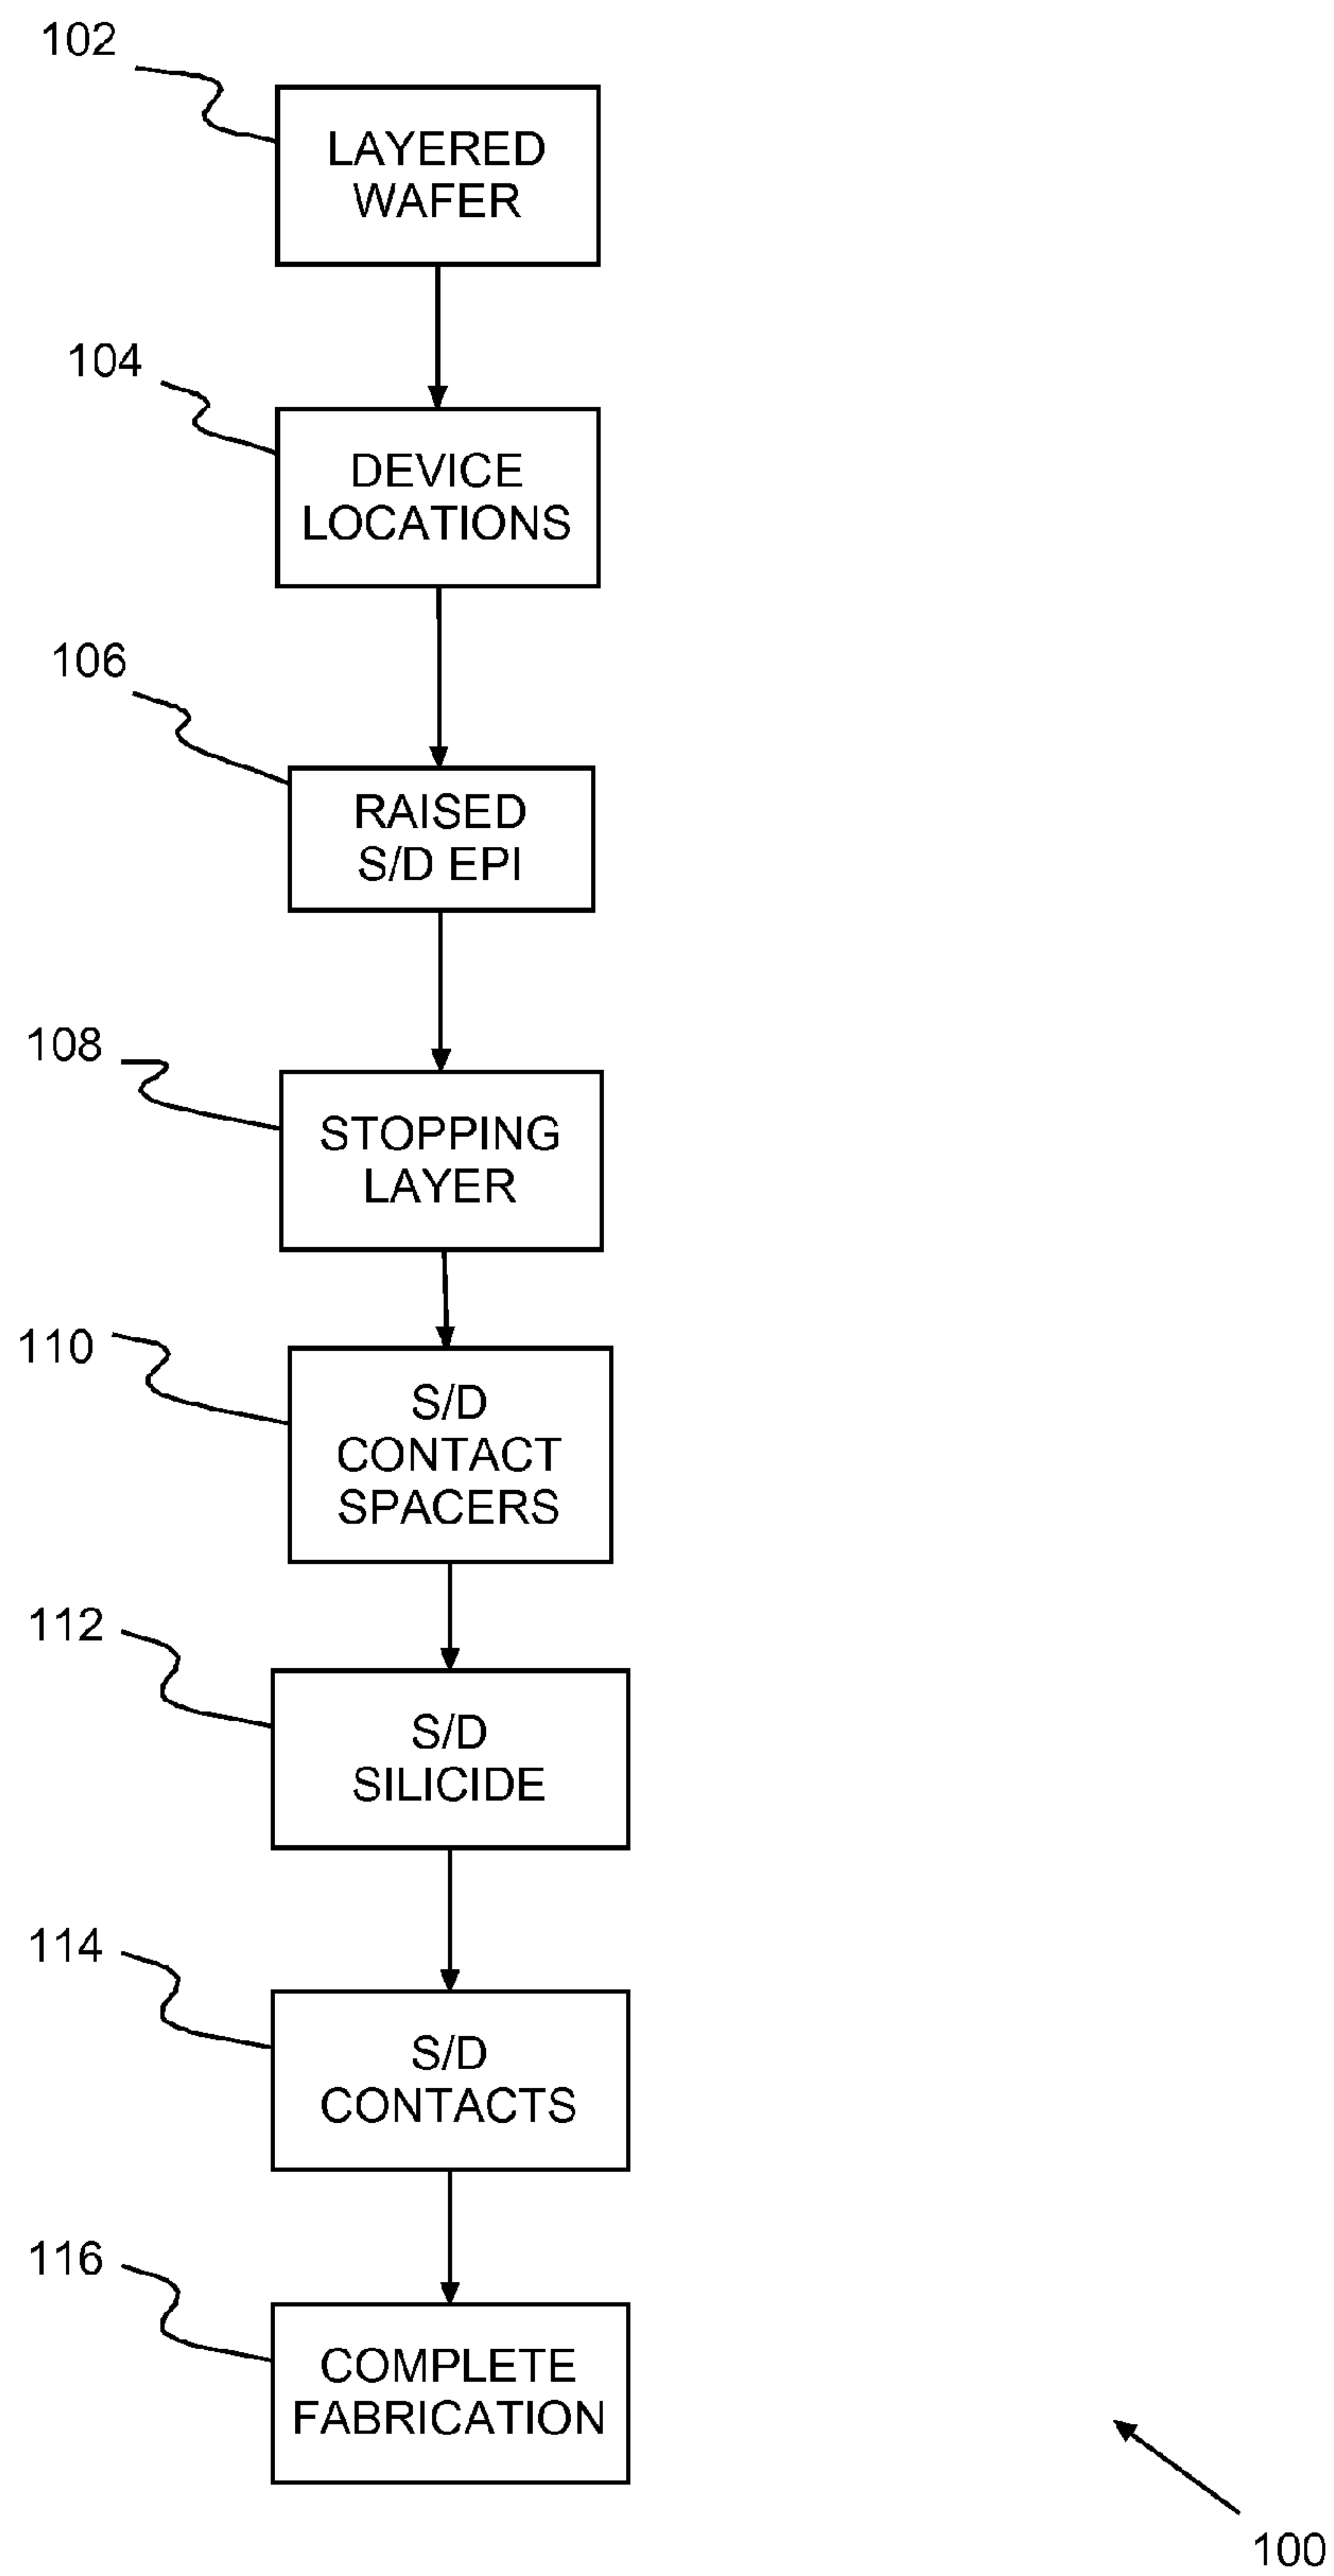 102
LAYERED
WAFER
104
DEVICE
LOCATIONS
106
RAISED
S/D EPI
108
STOPPING
LAYER
110
S/D
CONTACT
SPACERS
112
S/D
SILICIDE
114
S/D
CONTACTS
116
COMPLETE
FABRICATION
100